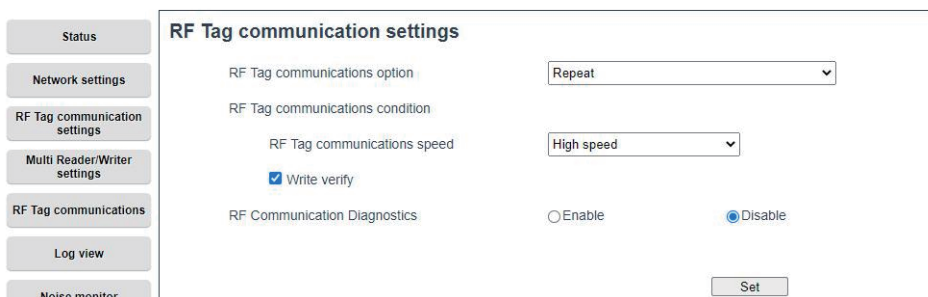 Status
Network settings
RF Tag communication
settings
Multi Reader/Writer
settings
RF Tag communications
Log view
Noise monitor
RF Tag communication settings
RF Tag communications option
Repeat
RF Tag communications condition
RF Tag communications speed
High speed
Write verify
RF Communication Diagnostics
Enable
Disable
Set